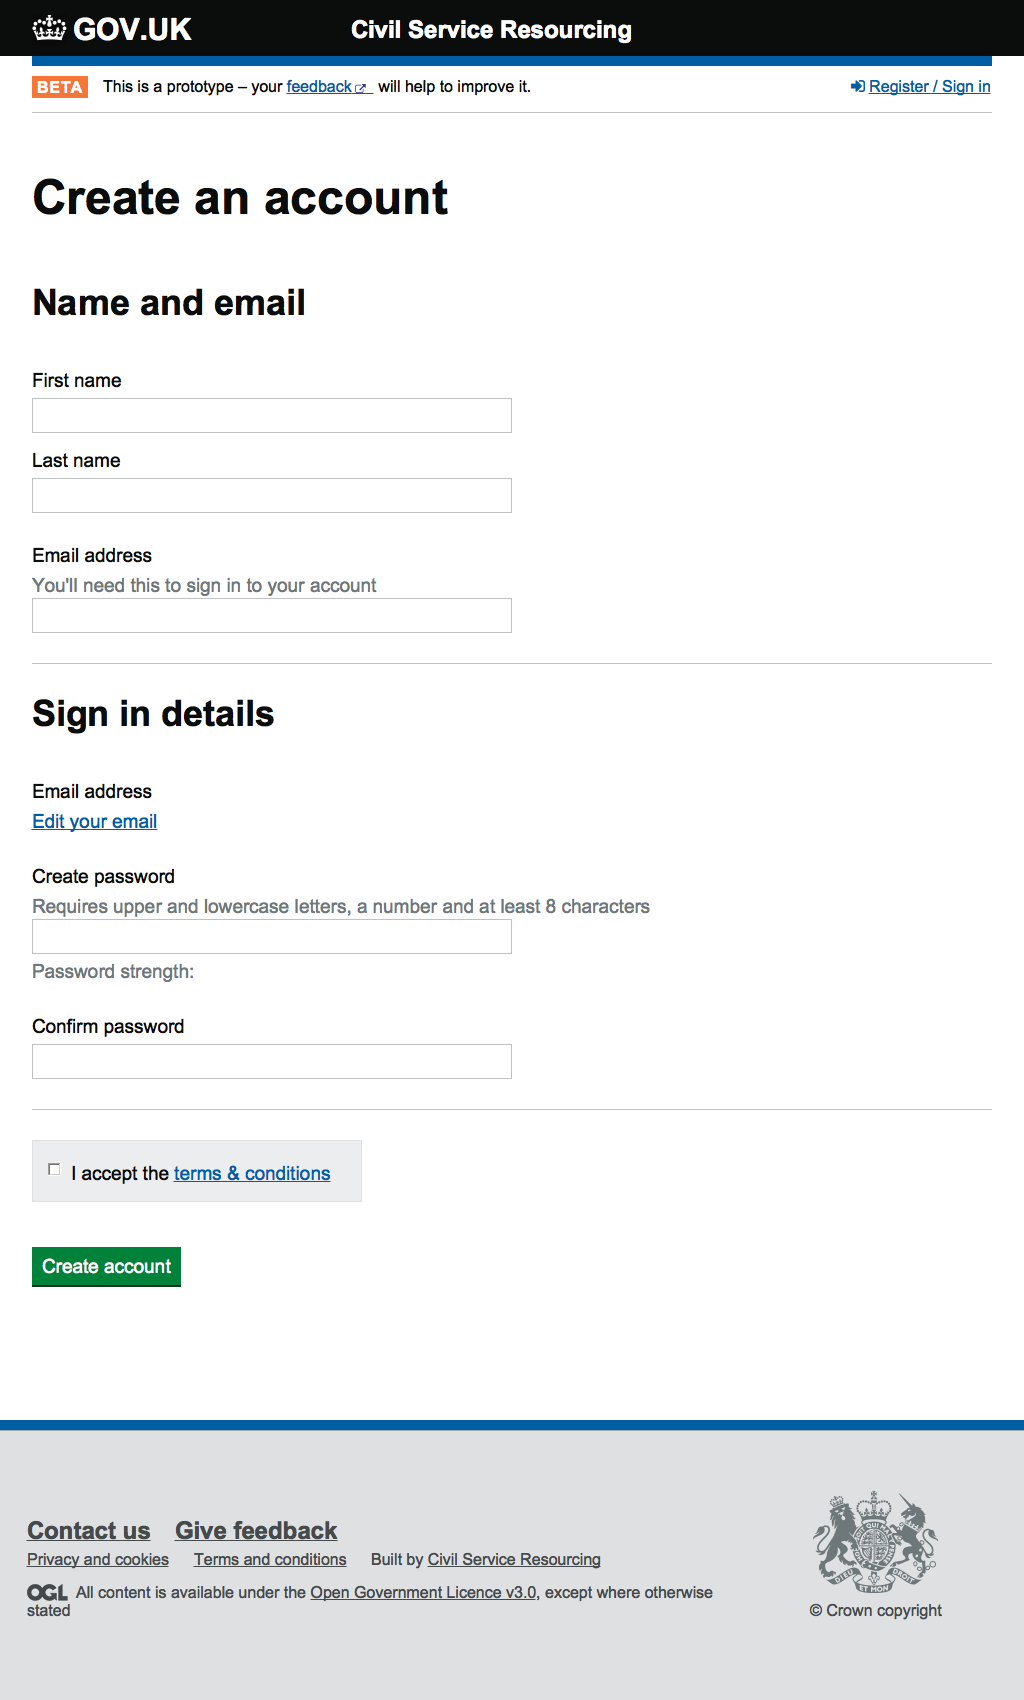 GOV.UK Civil Service Resourcing
BETA This is a prototype – your feedback will help to improve it. Register / Sign in
Create an account
Name and email
First name
Last name
Email address
You'll need this to sign in to your account
Sign in details
Email address
Edit your email
Create password
Requires upper and lowercase letters, a number and at least 8 characters
Password strength:
Confirm password
I accept the terms & conditions
Create account
Contact us Give feedback
Privacy and cookies Terms and conditions Built by Civil Service Resourcing
OGL All content is available under the Open Government Licence v3.0, except where otherwise
stated
DIEU ET MON DROIT
© Crown copyright